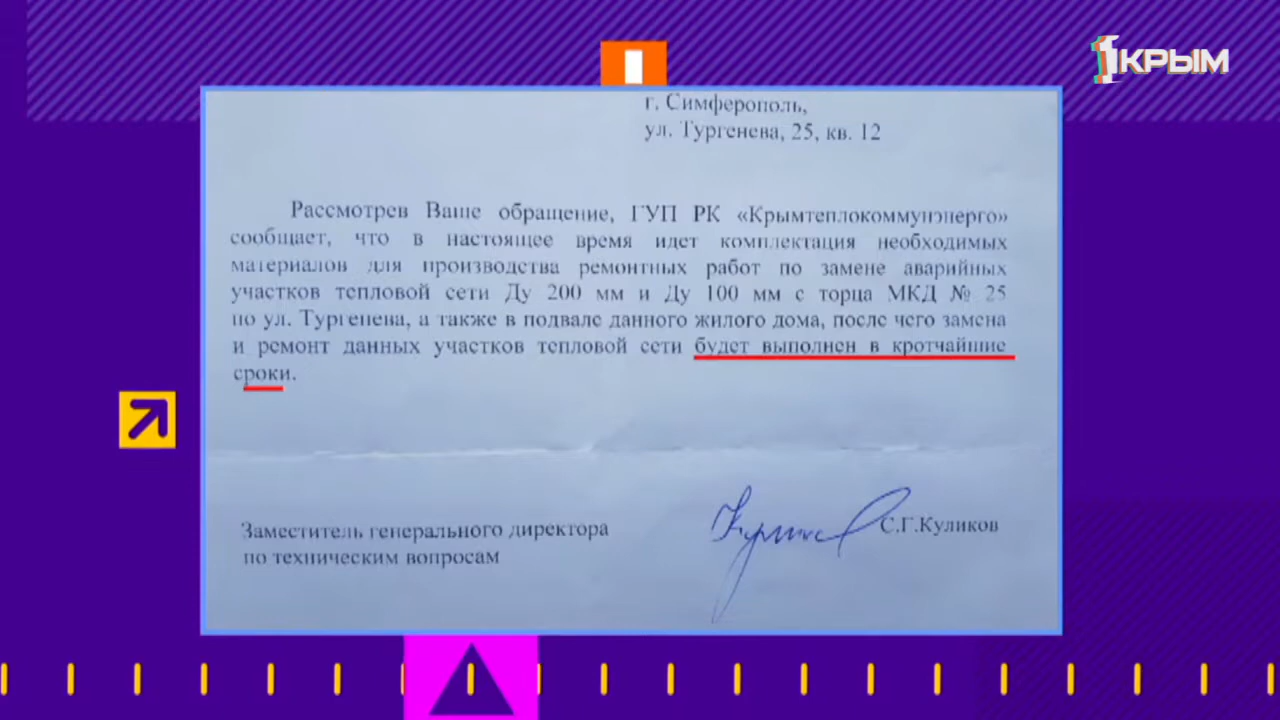 1КРЫМ
г. Симферополь,
ул. Тургенева, 25, кв. 12
Рассмотрев Ваше обращение, ГУП РК «Крымтеплокоммунэнерго»
сообщает, что в настоящее время идет комплектация необходимых
материалов для производства ремонтных работ по замене аварийных
участков тепловой сети Ду 200 мм и Ду 100 мм с торца МКД № 25
по ул. Тургенева, а также в подвале данного жилого дома, после чего замена
и ремонт данных участков тепловой сети будет выполнен в кротчайшие
сроки.
Заместитель генерального директора
по техническим вопросам
С.Г.Куликов